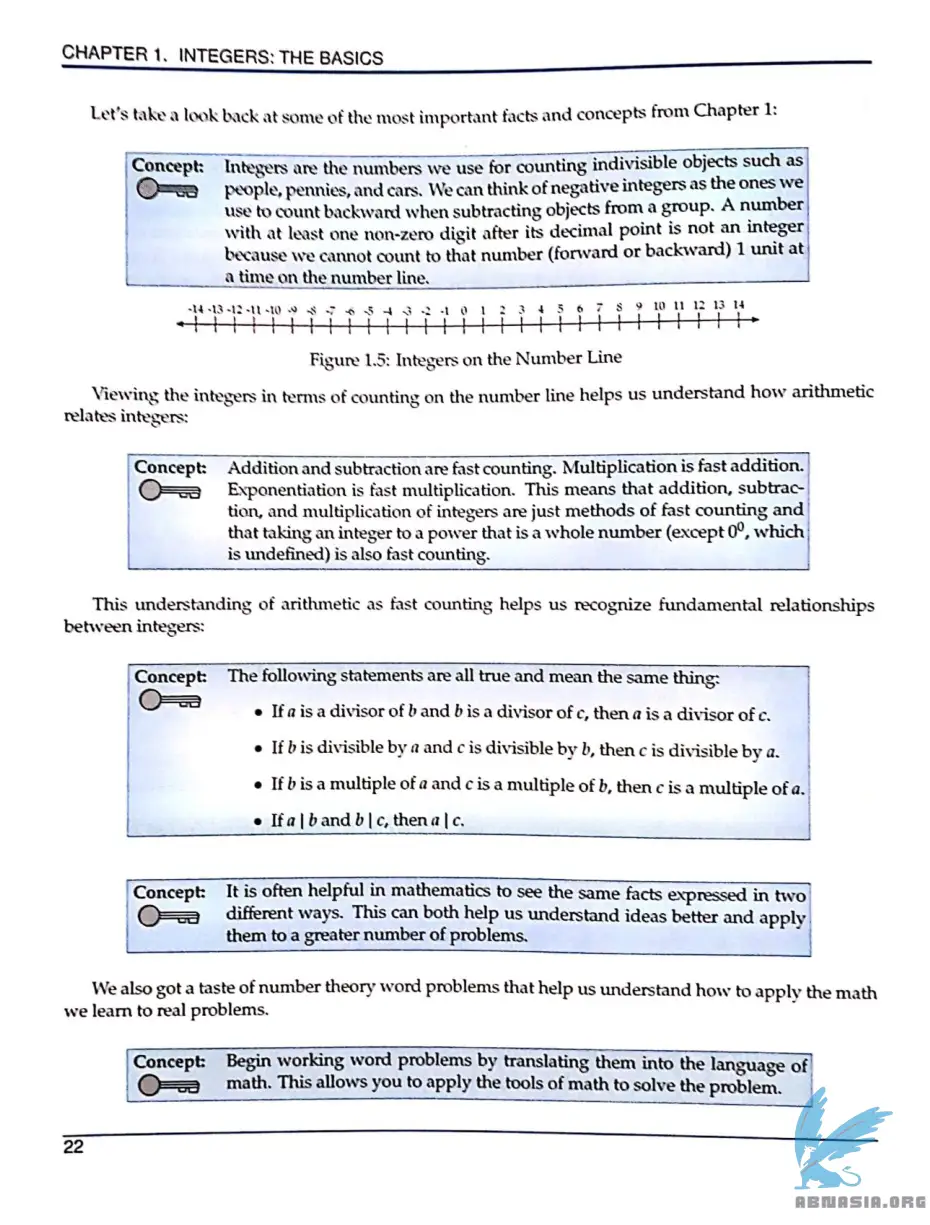 CHAPTER 1. INTEGERS: THE BASICS
Let's take a look back at some of the most important facts and concepts from Chapter 1:
Concept: Integers are the numbers we use for counting indivisible objects such as
people, pennies, and cars. We can think of negative integers as the ones we
use to count backward when subtracting objects from a group. A number
with at least one non-zero digit after its decimal point is not an integer
because we cannot count to that number (forward or backward) 1 unit at
a time on the number line.
-14 -13 -12 -11 -10 -9 -8 -7 -6 -5 -4 -3 -2 -1 0 1 2 3 4 5 6 7 8 9 10 11 12 13 14
Figure 1.5: Integers on the Number Line
Viewing the integers in terms of counting on the number line helps us understand how arithmetic
relates integers:
Concept: Addition and subtraction are fast counting. Multiplication is fast addition.
Exponentiation is fast multiplication. This means that addition, subtrac-
tion, and multiplication of integers are just methods of fast counting and
that taking an integer to a power that is a whole number (except 0⁰, which
is undefined) is also fast counting.
This understanding of arithmetic as fast counting helps us recognize fundamental relationships
between integers:
Concept: The following statements are all true and mean the same thing:
• If a is a divisor of b and b is a divisor of c, then a is a divisor of c.
• If b is divisible by a and c is divisible by b, then c is divisible by a.
• If b is a multiple of a and c is a multiple of b, then c is a multiple of a.
• If a | b and b | c, then a | c.
Concept: It is often helpful in mathematics to see the same facts expressed in two
different ways. This can both help us understand ideas better and apply
them to a greater number of problems.
We also got a taste of number theory word problems that help us understand how to apply the math
we learn to real problems.
Concept: Begin working word problems by translating them into the language of
math. This allows you to apply the tools of math to solve the problem.
22
ABNASIA.ORG